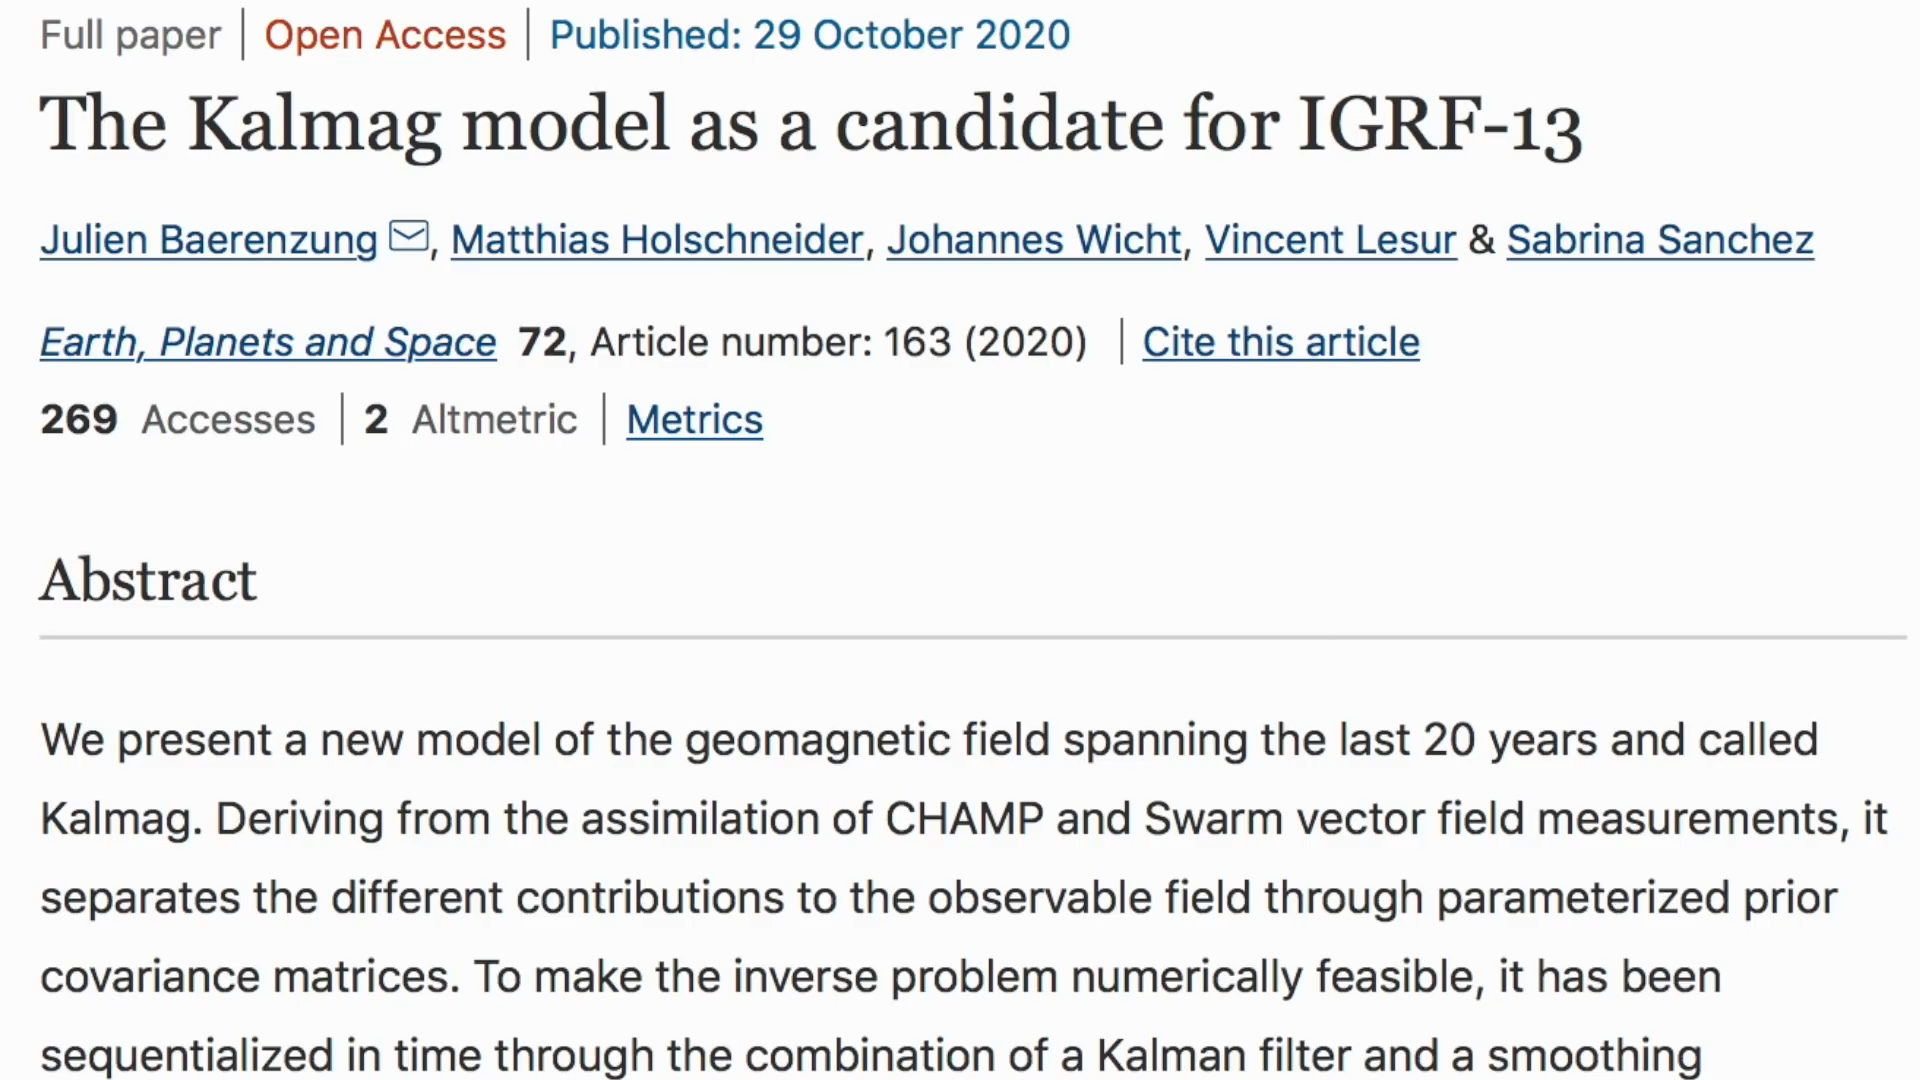 Full paper | Open Access | Published: 29 October 2020
The Kalmag model as a candidate for IGRF-13
Julien Baerenzung, Matthias Holschneider, Johannes Wicht, Vincent Lesur & Sabrina Sanchez
Earth, Planets and Space 72, Article number: 163 (2020) | Cite this article
269 Accesses | 2 Altmetric | Metrics
Abstract
We present a new model of the geomagnetic field spanning the last 20 years and called
Kalmag. Deriving from the assimilation of CHAMP and Swarm vector field measurements, it
separates the different contributions to the observable field through parameterized prior
covariance matrices. To make the inverse problem numerically feasible, it has been
sequentialized in time through the combination of a Kalman filter and a smoothing